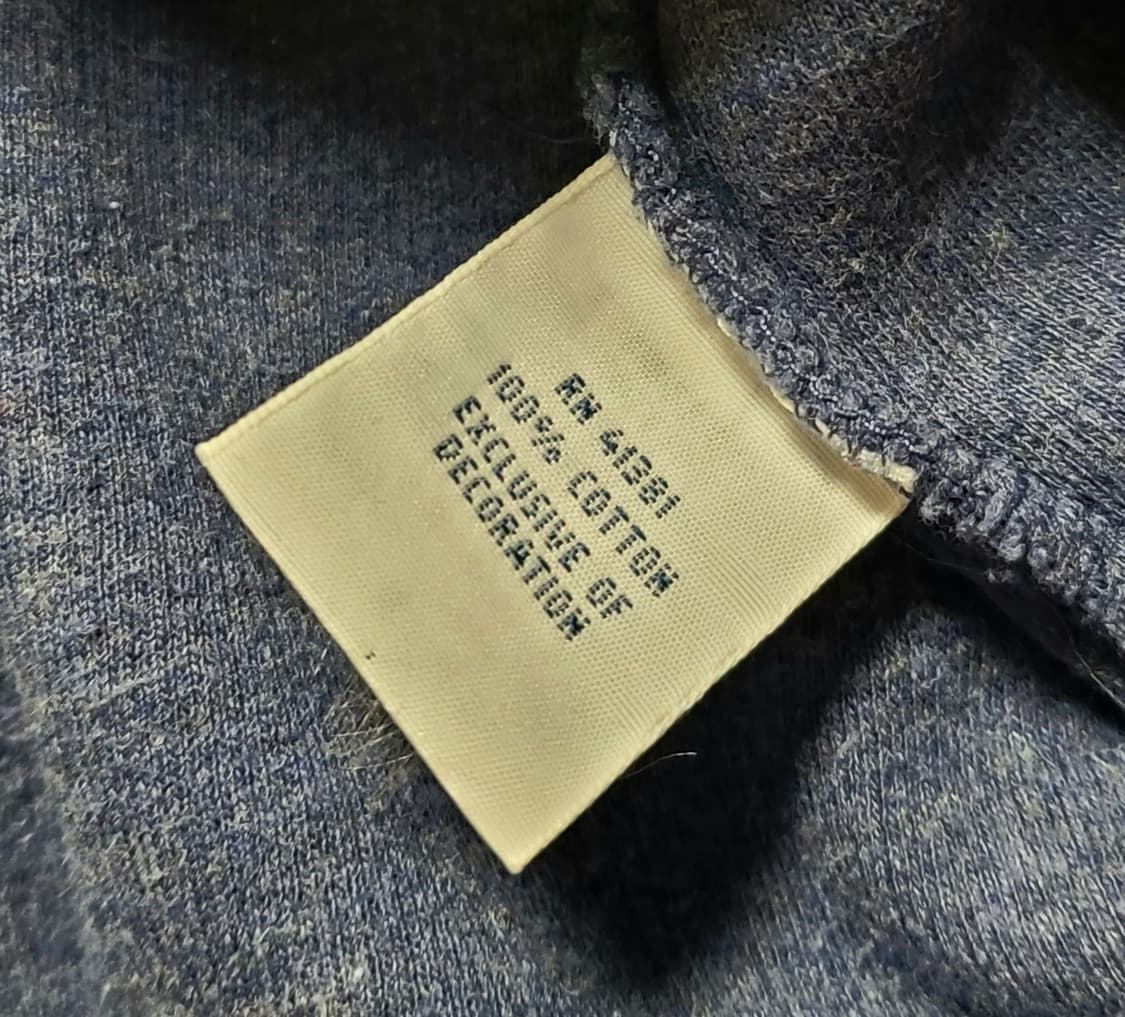 RN 41381
100% COTTON
EXCLUSIVE OF
DECORATION